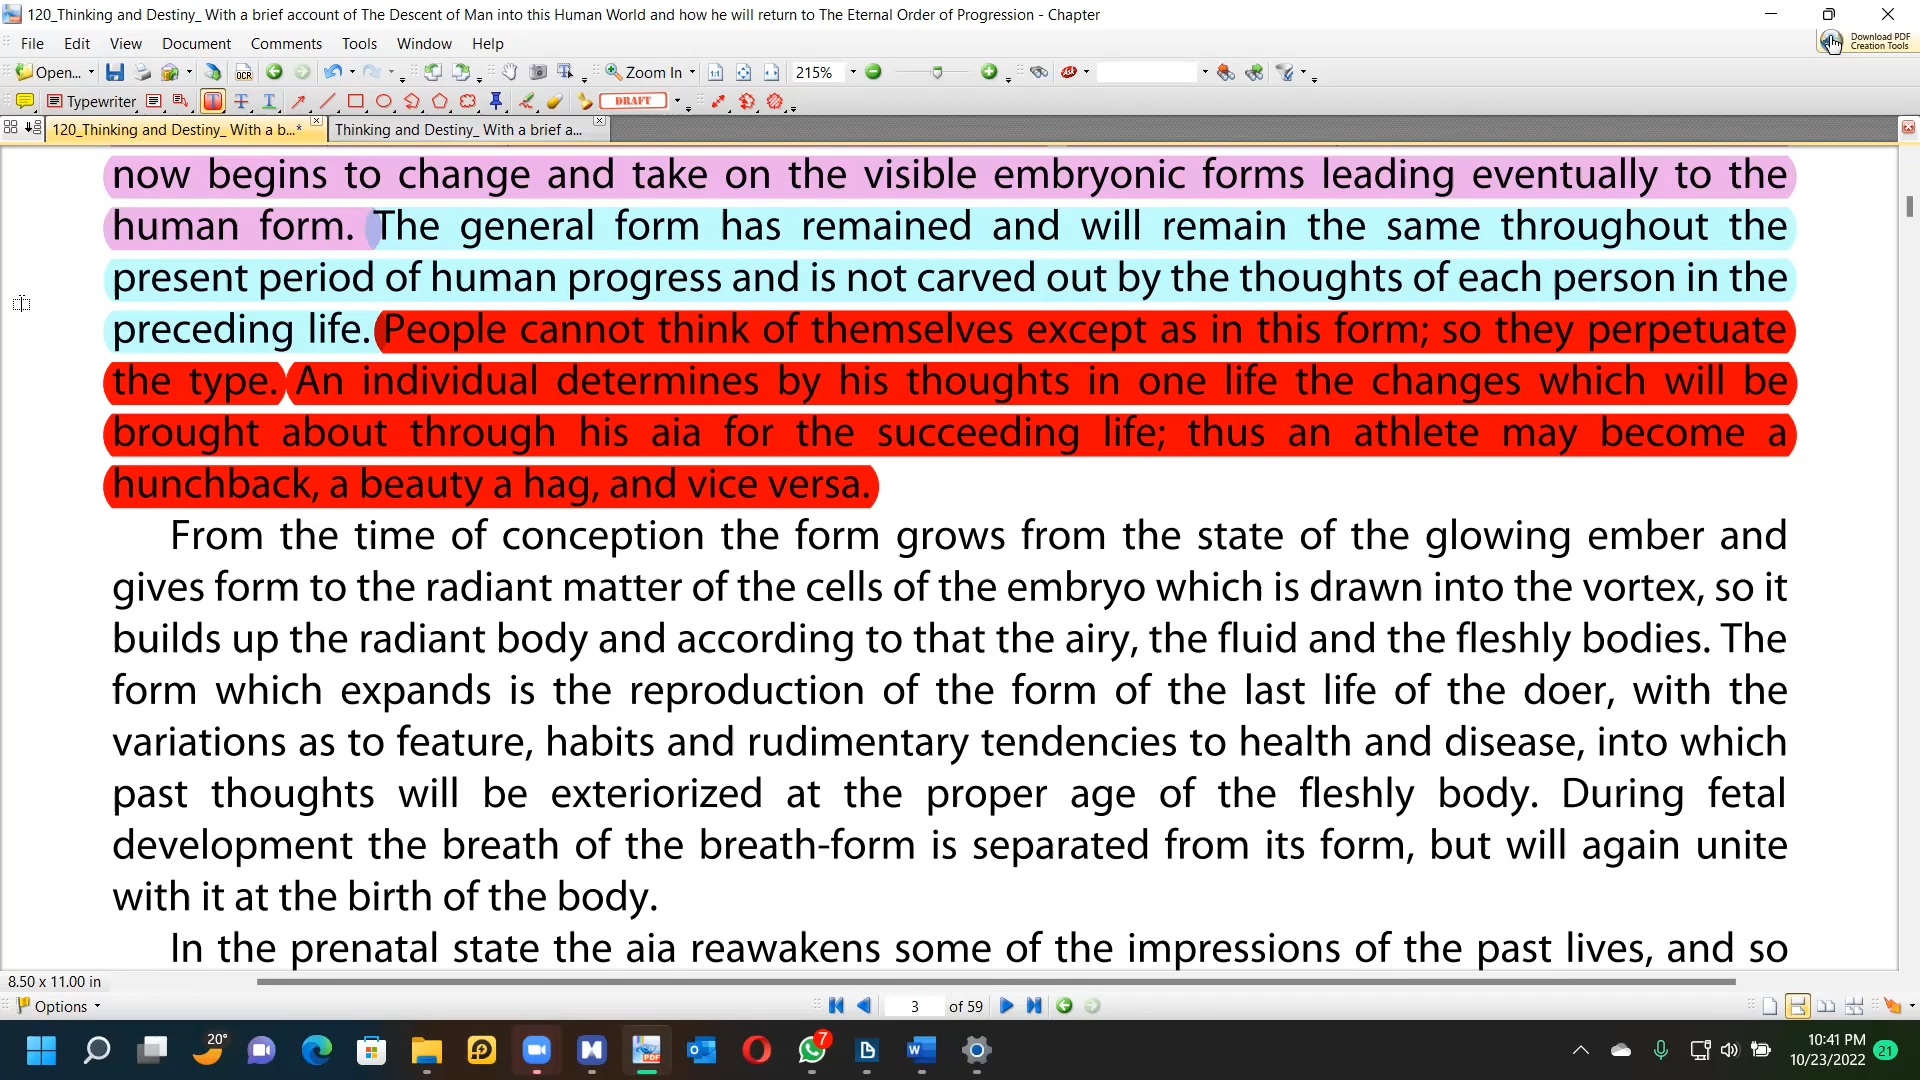 120_Thinking and Destiny_ With a brief account of The Descent of Man into this Human World and how he will return to The Eternal Order of Progression - Chapter
File Edit View Document Comments Tools Window Help
Download PDF
Creation Tools
Open... OCR Zoom In 215%
Typewriter DRAFT
120_Thinking and Destiny_ With a b...* Thinking and Destiny_ With a brief a...
now begins to change and take on the visible embryonic forms leading eventually to the
human form. The general form has remained and will remain the same throughout the
present period of human progress and is not carved out by the thoughts of each person in the
preceding life. People cannot think of themselves except as in this form; so they perpetuate
the type. An individual determines by his thoughts in one life the changes which will be
brought about through his aia for the succeeding life; thus an athlete may become a
hunchback, a beauty a hag, and vice versa.
From the time of conception the form grows from the state of the glowing ember and
gives form to the radiant matter of the cells of the embryo which is drawn into the vortex, so it
builds up the radiant body and according to that the airy, the fluid and the fleshly bodies. The
form which expands is the reproduction of the form of the last life of the doer, with the
variations as to feature, habits and rudimentary tendencies to health and disease, into which
past thoughts will be exteriorized at the proper age of the fleshly body. During fetal
development the breath of the breath-form is separated from its form, but will again unite
with it at the birth of the body.
In the prenatal state the aia reawakens some of the impressions of the past lives, and so
8.50 x 11.00 in
Options 3 of 59
20° 7 10:41 PM
10/23/2022 21